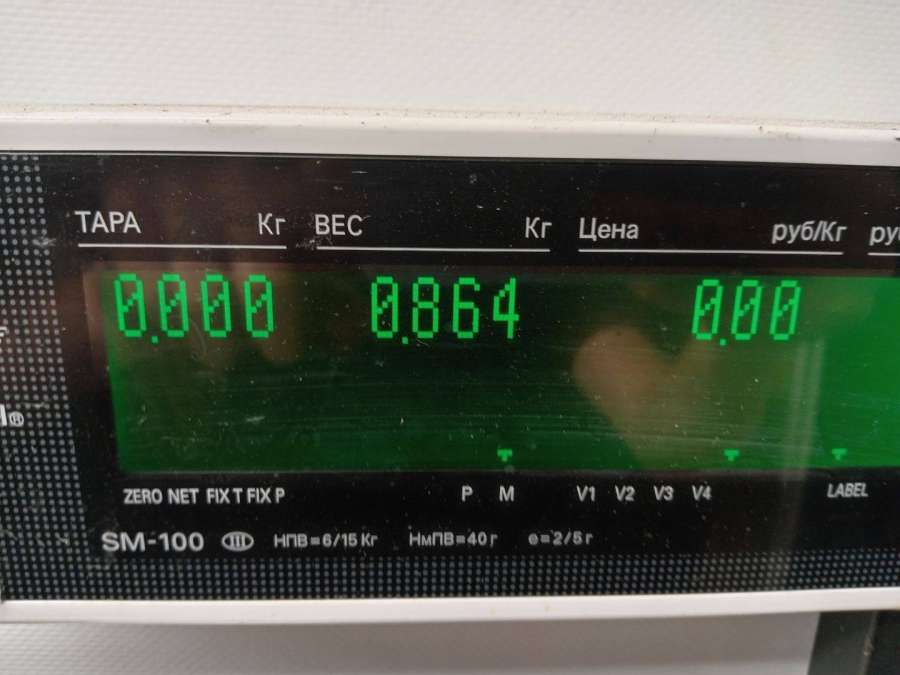 ТАРА Кг ВЕС Кг Цена руб/Кг
0.000 0.864 0.00
ZERO NET FIX T FIX P P M V1 V2 V3 V4 LABEL
SM-100 III НПВ=6/15 Кг НмПВ=40 г e=2/5 г